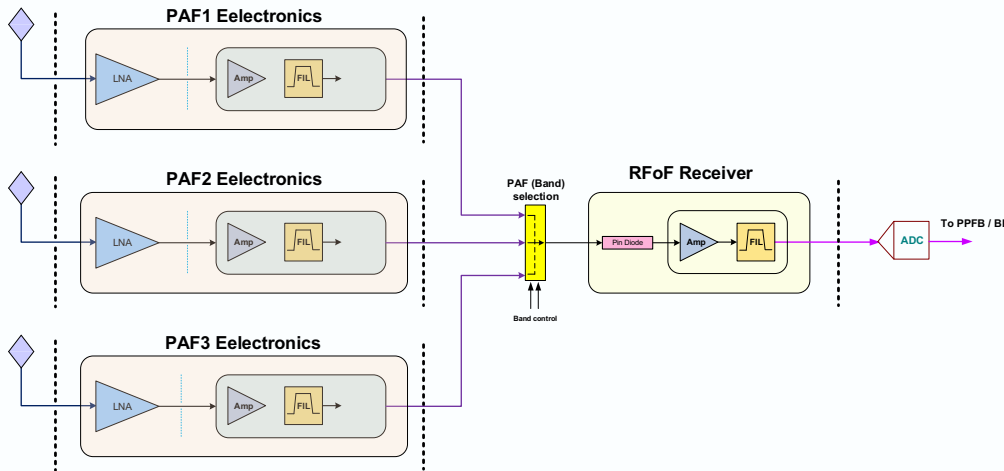 PAF1 Eelectronics
LNA
Amp
FIL
PAF2 Eelectronics
LNA
Amp
FIL
PAF3 Eelectronics
LNA
Amp
FIL
PAF (Band)
selection
Band control
RFoF Receiver
Pin Diode
Amp
FIL
ADC
To PPFB /